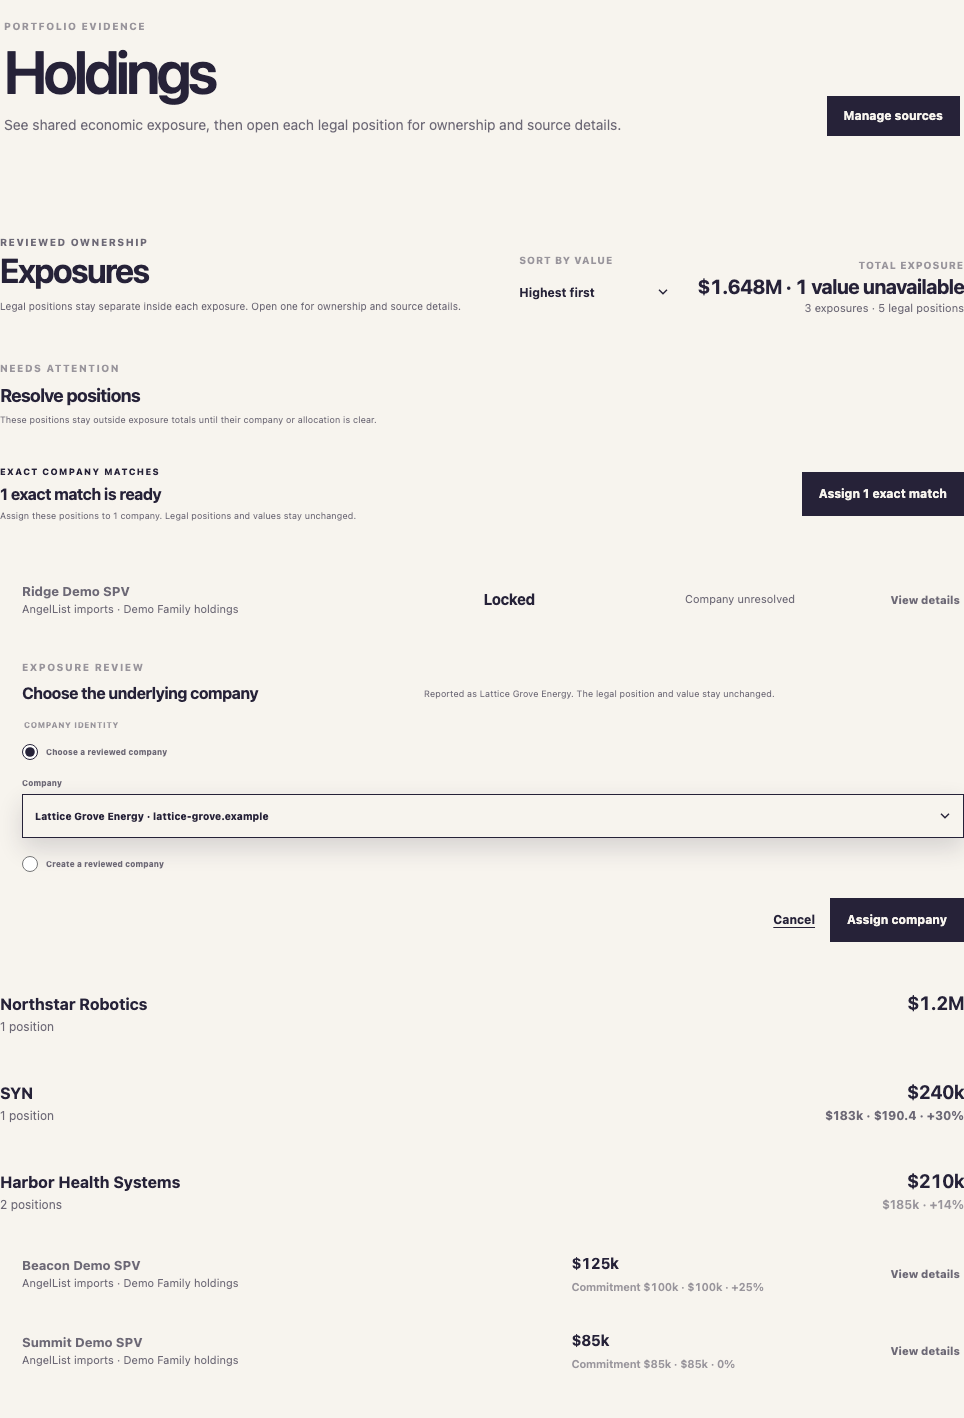 PORTFOLIO EVIDENCE
Holdings
See shared economic exposure, then open each legal position for ownership and source details.
Manage sources
REVIEWED OWNERSHIP
Exposures
Legal positions stay separate inside each exposure. Open one for ownership and source details.
SORT BY VALUE
Highest first
TOTAL EXPOSURE
$1.648M · 1 value unavailable
3 exposures · 5 legal positions
NEEDS ATTENTION
Resolve positions
These positions stay outside exposure totals until their company or allocation is clear.
EXACT COMPANY MATCHES
1 exact match is ready
Assign these positions to 1 company. Legal positions and values stay unchanged.
Assign 1 exact match
Ridge Demo SPV
AngelList imports · Demo Family holdings
Locked
Company unresolved
View details
EXPOSURE REVIEW
Choose the underlying company
Reported as Lattice Grove Energy. The legal position and value stay unchanged.
COMPANY IDENTITY
Choose a reviewed company
Company
Lattice Grove Energy · lattice-grove.example
Create a reviewed company
Cancel
Assign company
Northstar Robotics
$1.2M
1 position
SYN
$240k
1 position
$183k · $190.4 · +30%
Harbor Health Systems
$210k
2 positions
$185k · +14%
Beacon Demo SPV
AngelList imports · Demo Family holdings
$125k
Commitment $100k · $100k · +25%
View details
Summit Demo SPV
AngelList imports · Demo Family holdings
$85k
Commitment $85k · $85k · 0%
View details